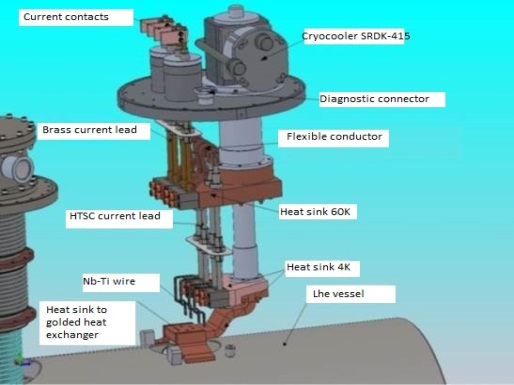 Current contacts
Cryocooler SRDK-415
Diagnostic connector
Brass current lead
Flexible conductor
HTSC current lead
Heat sink 60K
Heat sink 4K
Nb-Ti wire
Lhe vessel
Heat sink to
golded heat
exchanger